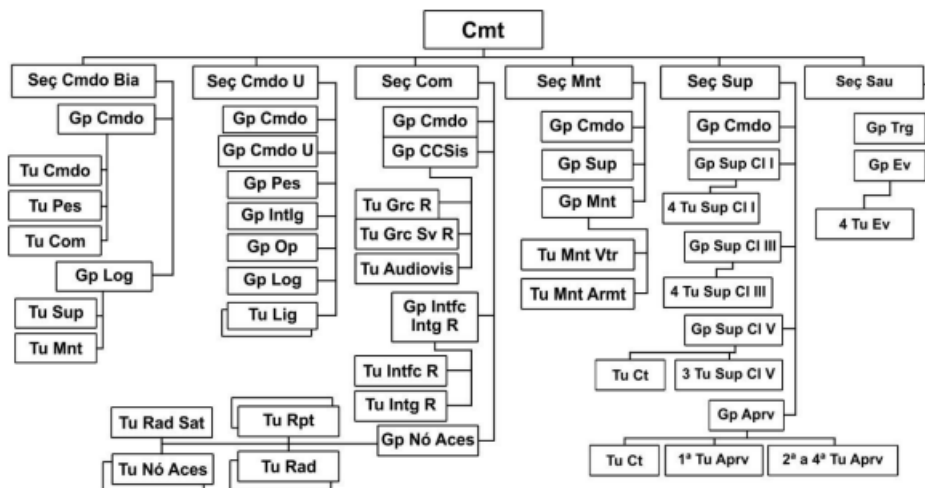 Cmt
Seç Cmdo Bia
Gp Cmdo
Tu Cmdo
Tu Pes
Tu Com
Gp Log
Tu Sup
Tu Mnt
Seç Cmdo U
Gp Cmdo
Gp Cmdo U
Gp Pes
Gp Intlg
Gp Op
Gp Log
Tu Lig
Seç Com
Gp Cmdo
Gp CCSis
Tu Grc R
Tu Grc Sv R
Tu Audiovis
Gp Intfc
Intg R
Tu Intfc R
Tu Intg R
Gp Nó Aces
Tu Rad Sat
Tu Rpt
Tu Nó Aces
Tu Rad
Seç Mnt
Gp Cmdo
Gp Sup
Gp Mnt
Tu Mnt Vtr
Tu Mnt Armt
Seç Sup
Gp Cmdo
Gp Sup Cl I
4 Tu Sup Cl I
Gp Sup Cl III
4 Tu Sup Cl III
Gp Sup Cl V
Tu Ct
3 Tu Sup Cl V
Gp Aprv
Tu Ct
1ª Tu Aprv
2ª a 4ª Tu Aprv
Seç Sau
Gp Trg
Gp Ev
4 Tu Ev